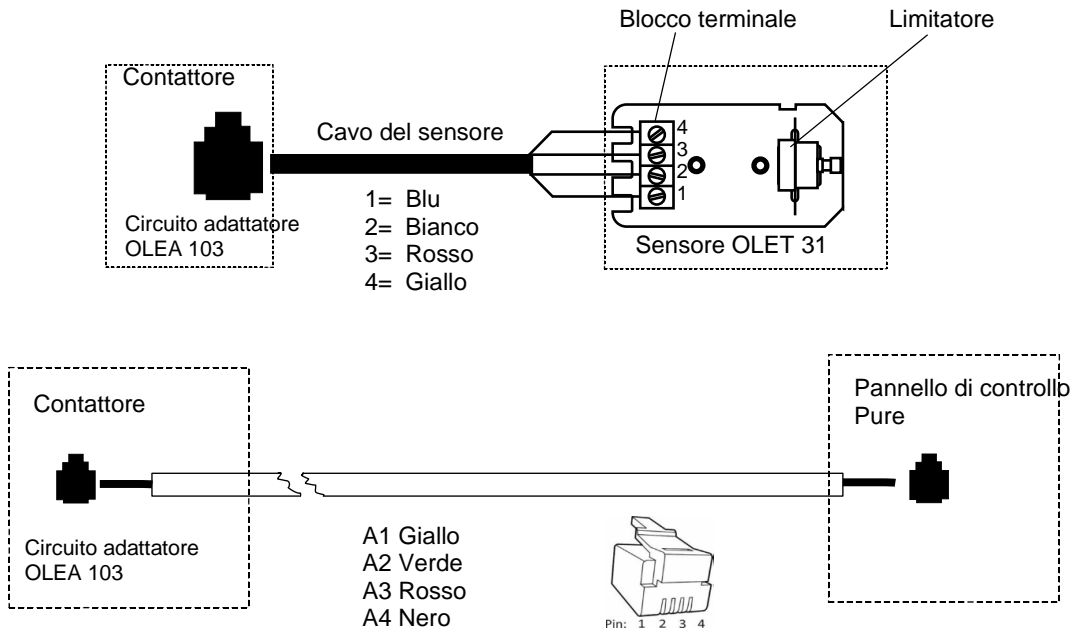 Blocco terminale
Limitatore
Contattore
Cavo del sensore
4
3
2
1
Circuito adattatore
OLEA 103
1= Blu
2= Bianco
3= Rosso
4= Giallo
Sensore OLET 31
Contattore
Pannello di controllo
Pure
Circuito adattatore
OLEA 103
A1 Giallo
A2 Verde
A3 Rosso
A4 Nero
Pin: 1 2 3 4